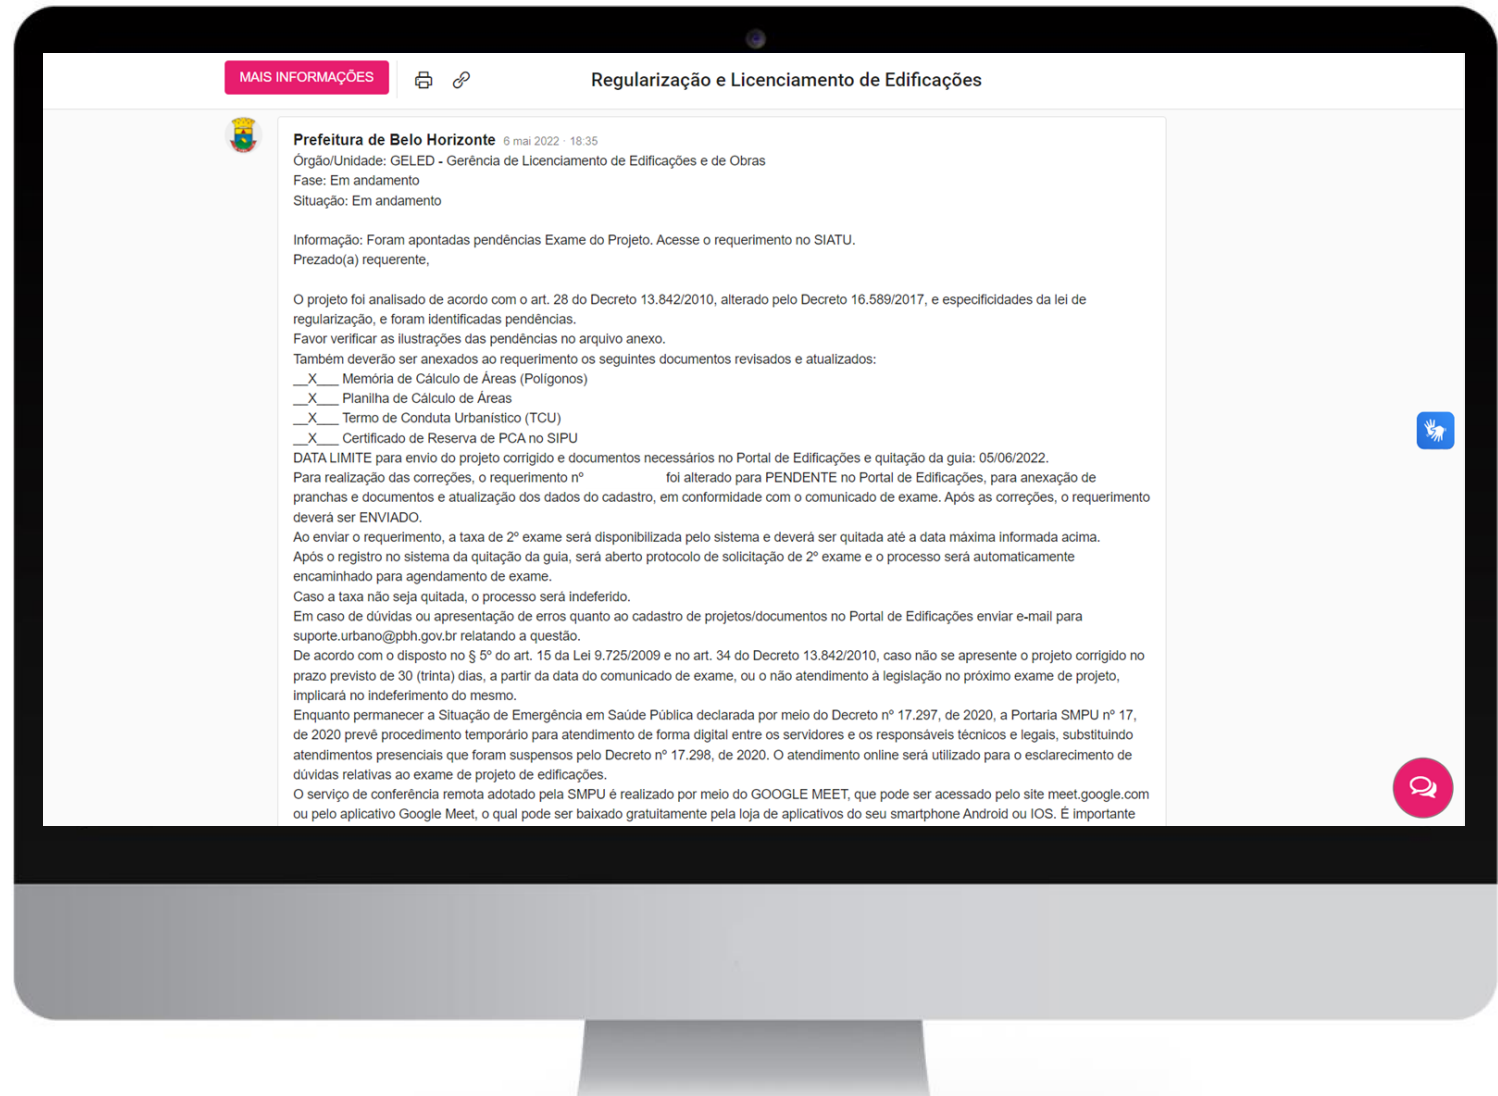 MAIS INFORMAÇÕES
Regularização e Licenciamento de Edificações
Prefeitura de Belo Horizonte 6 mai 2022 · 18:35
Órgão/Unidade: GELED - Gerência de Licenciamento de Edificações e de Obras
Fase: Em andamento
Situação: Em andamento
Informação: Foram apontadas pendências Exame do Projeto. Acesse o requerimento no SIATU.
Prezado(a) requerente,
O projeto foi analisado de acordo com o art. 28 do Decreto 13.842/2010, alterado pelo Decreto 16.589/2017, e especificidades da lei de
regularização, e foram identificadas pendências.
Favor verificar as ilustrações das pendências no arquivo anexo.
Também deverão ser anexados ao requerimento os seguintes documentos revisados e atualizados:
__X___ Memória de Cálculo de Áreas (Polígonos)
__X___ Planilha de Cálculo de Áreas
__X___ Termo de Conduta Urbanístico (TCU)
__X___ Certificado de Reserva de PCA no SIPU
DATA LIMITE para envio do projeto corrigido e documentos necessários no Portal de Edificações e quitação da guia: 05/06/2022.
Para realização das correções, o requerimento nº foi alterado para PENDENTE no Portal de Edificações, para anexação de
pranchas e documentos e atualização dos dados do cadastro, em conformidade com o comunicado de exame. Após as correções, o requerimento
deverá ser ENVIADO.
Ao enviar o requerimento, a taxa de 2º exame será disponibilizada pelo sistema e deverá ser quitada até a data máxima informada acima.
Após o registro no sistema da quitação da guia, será aberto protocolo de solicitação de 2º exame e o processo será automaticamente
encaminhado para agendamento de exame.
Caso a taxa não seja quitada, o processo será indeferido.
Em caso de dúvidas ou apresentação de erros quanto ao cadastro de projetos/documentos no Portal de Edificações enviar e-mail para
suporte.urbano@pbh.gov.br relatando a questão.
De acordo com o disposto no § 5º do art. 15 da Lei 9.725/2009 e no art. 34 do Decreto 13.842/2010, caso não se apresente o projeto corrigido no
prazo previsto de 30 (trinta) dias, a partir da data do comunicado de exame, ou o não atendimento à legislação no próximo exame de projeto,
implicará no indeferimento do mesmo.
Enquanto permanecer a Situação de Emergência em Saúde Pública declarada por meio do Decreto nº 17.297, de 2020, a Portaria SMPU nº 17,
de 2020 prevê procedimento temporário para atendimento de forma digital entre os servidores e os responsáveis técnicos e legais, substituindo
atendimentos presenciais que foram suspensos pelo Decreto nº 17.298, de 2020. O atendimento online será utilizado para o esclarecimento de
dúvidas relativas ao exame de projeto de edificações.
O serviço de conferência remota adotado pela SMPU é realizado por meio do GOOGLE MEET, que pode ser acessado pelo site meet.google.com
ou pelo aplicativo Google Meet, o qual pode ser baixado gratuitamente pela loja de aplicativos do seu smartphone Android ou IOS. É importante